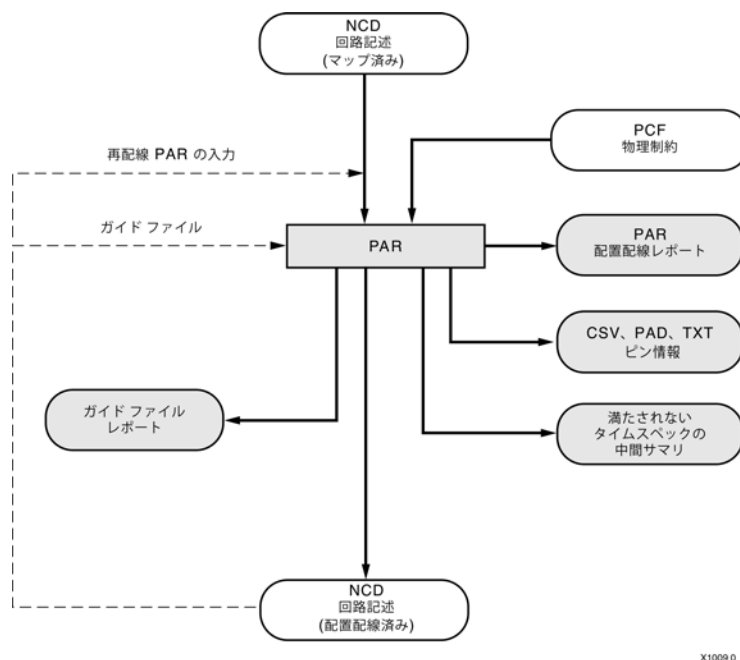 NCD
回路記述
(マップ済み)
PCF
物理制約
再配線 PAR の入力
ガイド ファイル
PAR
PAR
配置配線レポート
CSV、PAD、TXT
ピン情報
ガイド ファイル
レポート
満たされない
タイムスペックの
中間サマリ
NCD
回路記述
(配置配線済み)
X1009 0